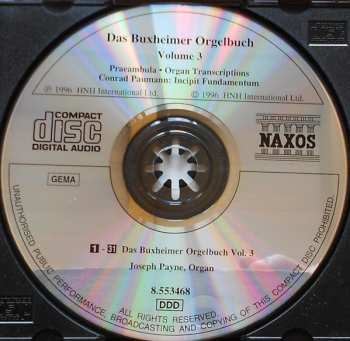 Das Buxheimer Orgelbuch
Volume 3
Praeambula • Organ Transcriptions
Conrad Paumann: Incipit Fundamentum
℗ 1996 HNH International Ltd. © 1996 HNH International Ltd.
COMPACT
disc
DIGITAL AUDIO
NAXOS
GEMA
1 - 31 Das Buxheimer Orgelbuch Vol. 3
Joseph Payne, Organ
8.553468
DDD
ALL RIGHTS RESERVED.
UNAUTHORISED PUBLIC PERFORMANCE, BROADCASTING AND COPYING OF THIS COMPACT DISC PROHIBITED.